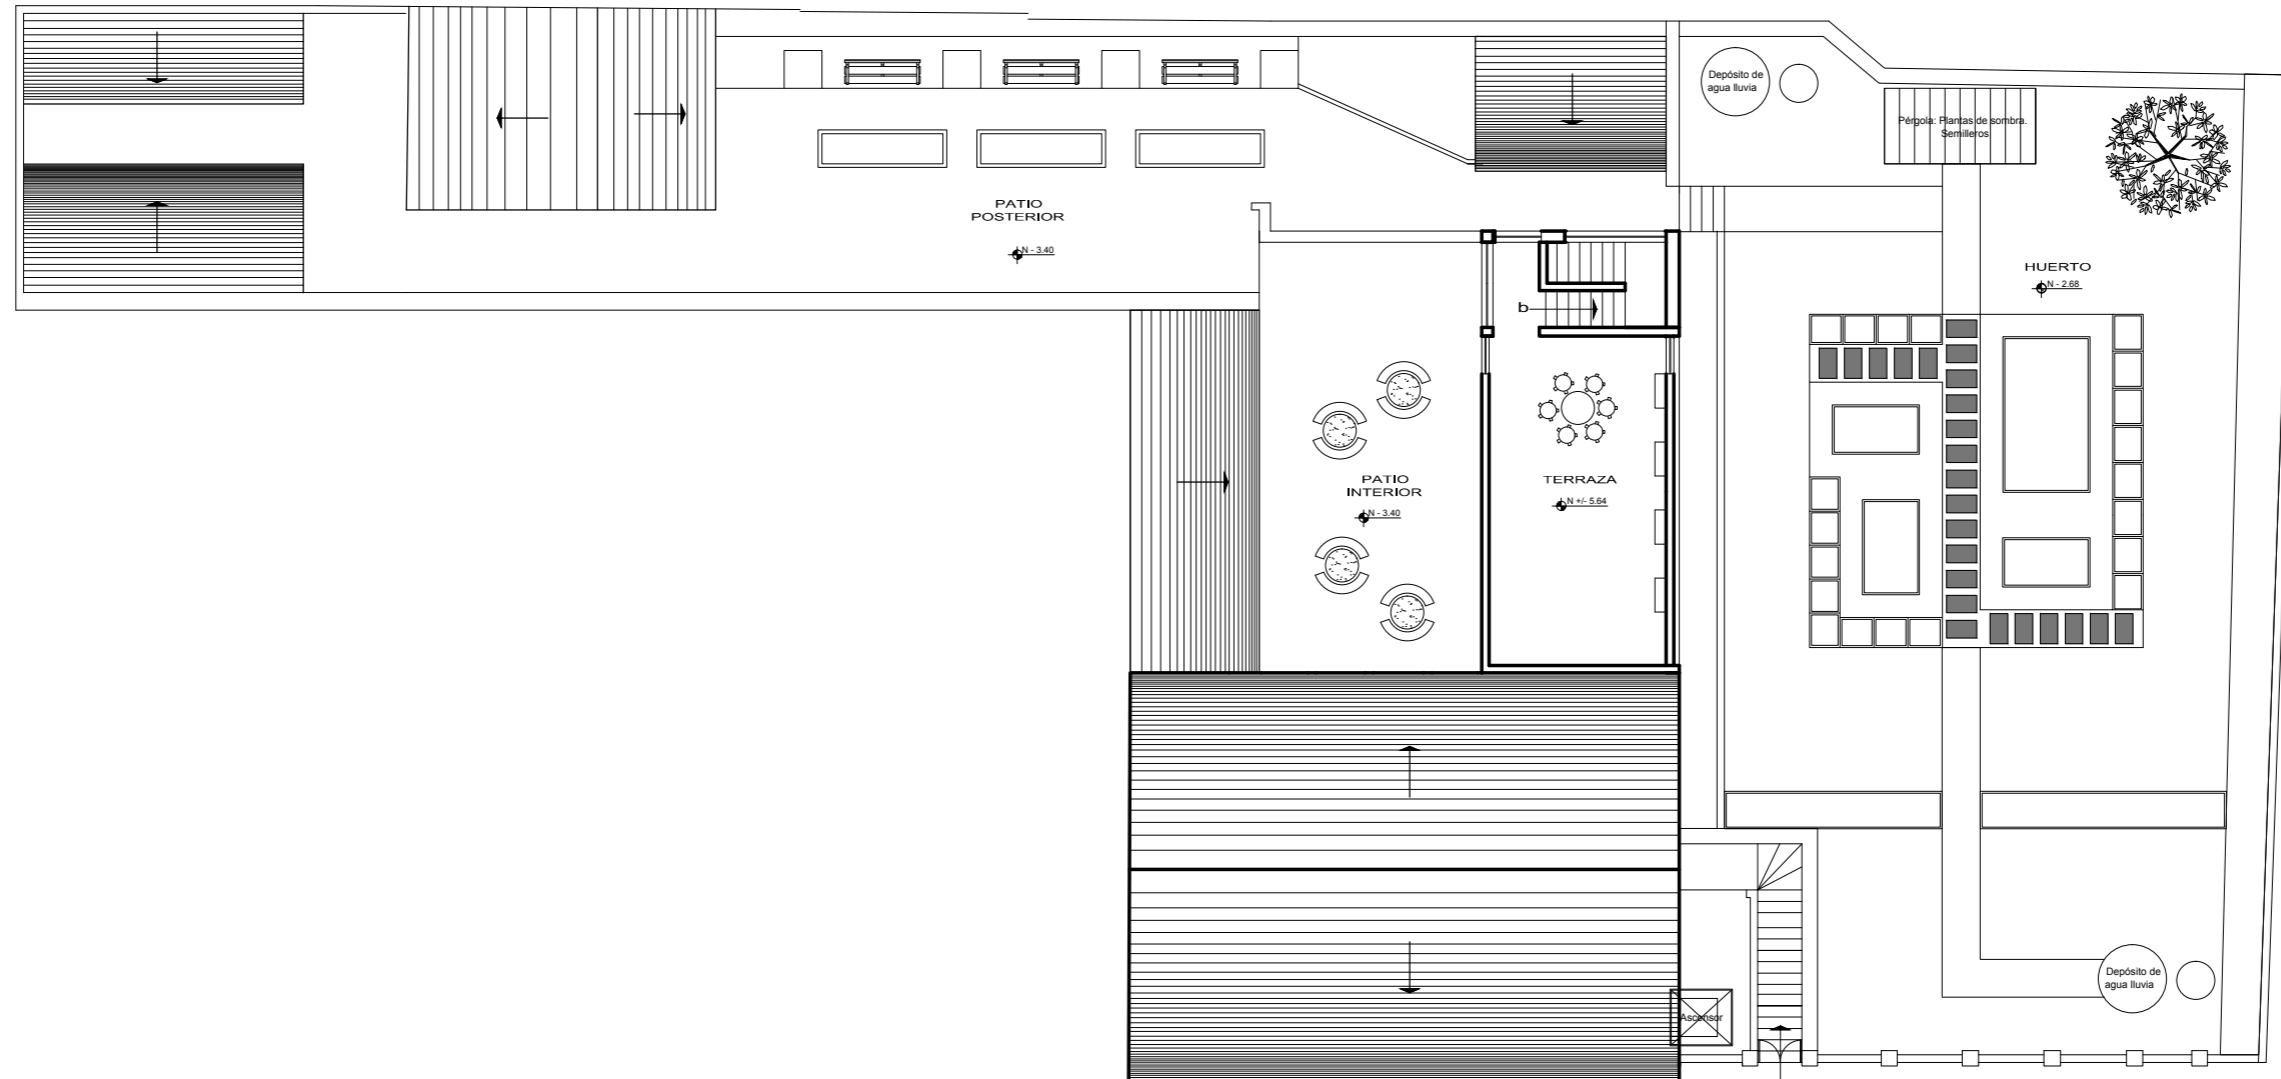 Depósito de
agua lluvia
Pérgola: Plantas de sombra.
Semilleros
PATIO
POSTERIOR
N - 3.40
HUERTO
N - 2.68
b
PATIO
INTERIOR
N - 3.40
TERRAZA
N +/- 5.64
Depósito de
agua lluvia
Ascensor